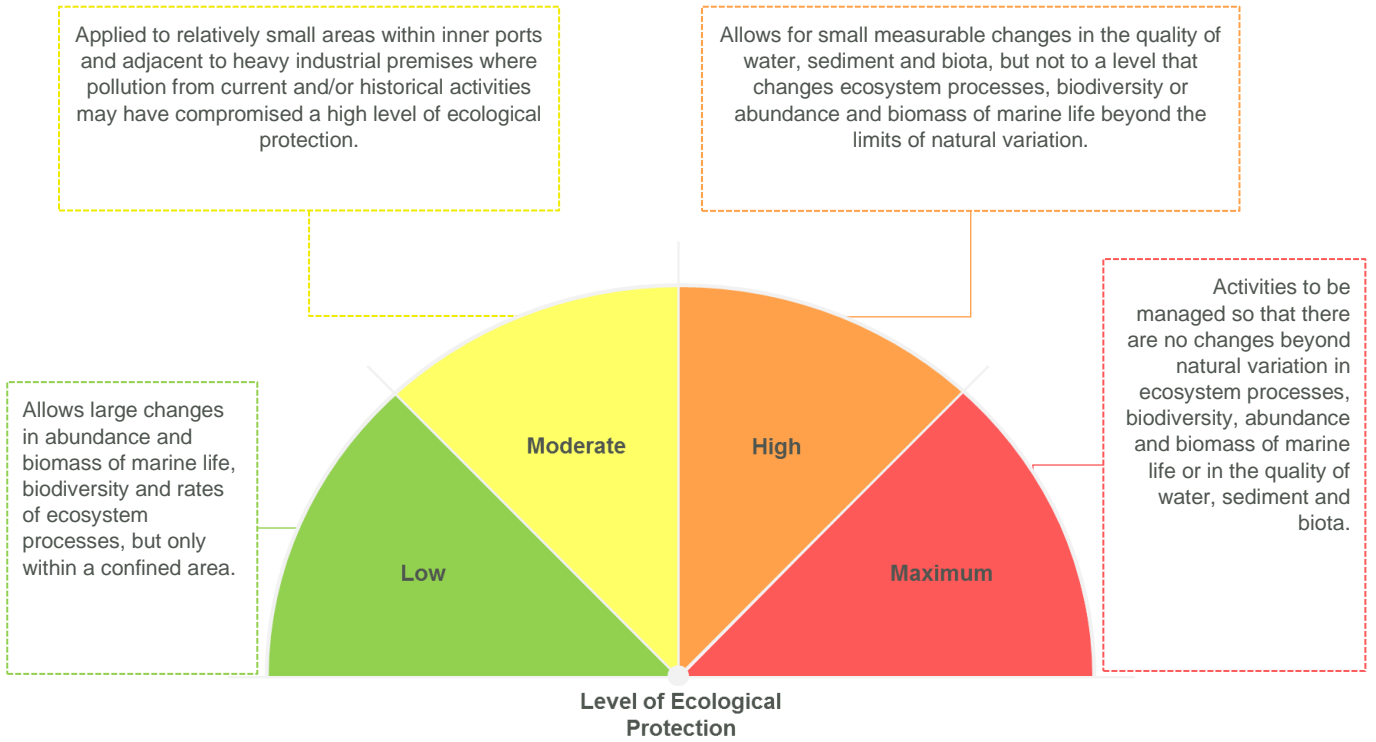 Applied to relatively small areas within inner ports
and adjacent to heavy industrial premises where
pollution from current and/or historical activities
may have compromised a high level of ecological
protection.
Allows for small measurable changes in the quality of
water, sediment and biota, but not to a level that
changes ecosystem processes, biodiversity or
abundance and biomass of marine life beyond the
limits of natural variation.
Activities to be
managed so that there
are no changes beyond
natural variation in
ecosystem processes,
biodiversity, abundance
and biomass of marine
life or in the quality of
water, sediment and
biota.
Allows large changes
in abundance and
biomass of marine life,
biodiversity and rates
of ecosystem
processes, but only
within a confined area.
Moderate
High
Low
Maximum
Level of Ecological
Protection